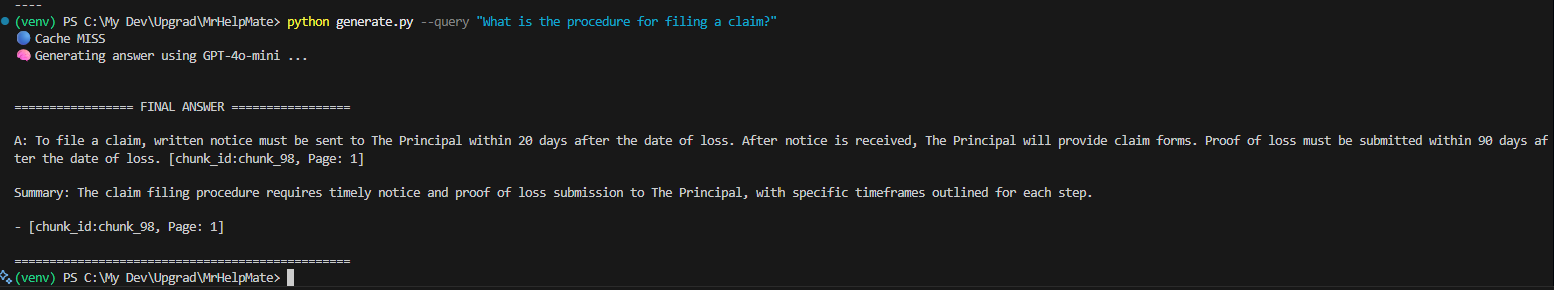 ----
(venv) PS C:\My Dev\Upgrad\MrHelpMate> python generate.py --query "What is the procedure for filing a claim?"
Cache MISS
Generating answer using GPT-4o-mini ...
================= FINAL ANSWER =================
A: To file a claim, written notice must be sent to The Principal within 20 days after the date of loss. After notice is received, The Principal will provide claim forms. Proof of loss must be submitted within 90 days af
ter the date of loss. [chunk_id:chunk_98, Page: 1]
Summary: The claim filing procedure requires timely notice and proof of loss submission to The Principal, with specific timeframes outlined for each step.
- [chunk_id:chunk_98, Page: 1]
================================================
(venv) PS C:\My Dev\Upgrad\MrHelpMate>